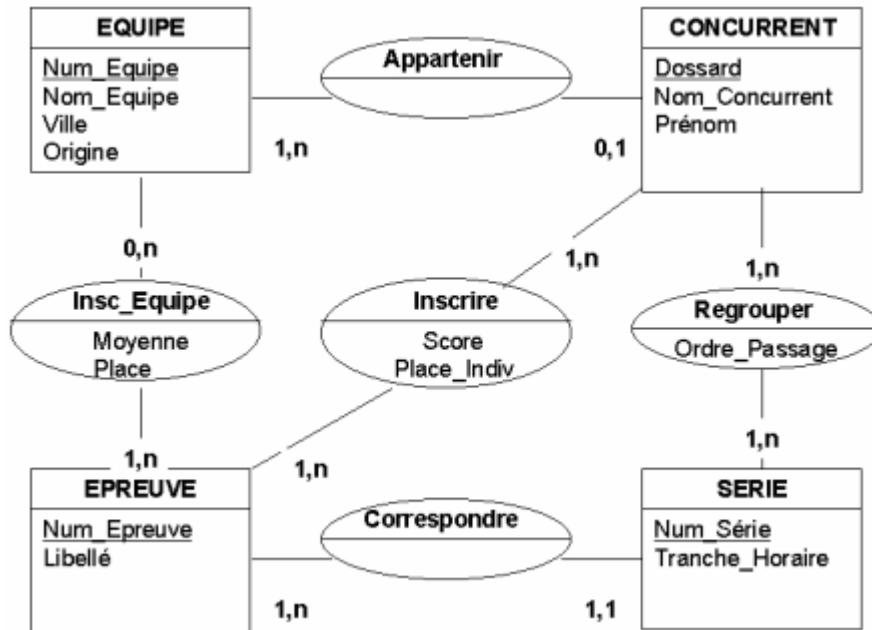 EQUIPE
Num_Equipe
Nom_Equipe
Ville
Origine
Appartenir
CONCURRENT
Dossard
Nom_Concurrent
Prénom
1,n
0,1
0,n
1,n
1,n
Insc_Equipe
Moyenne
Place
Inscrire
Score
Place_Indiv
Regrouper
Ordre_Passage
1,n
1,n
1,n
EPREUVE
Num_Epreuve
Libellé
Correspondre
SERIE
Num_Série
Tranche_Horaire
1,n
1,1